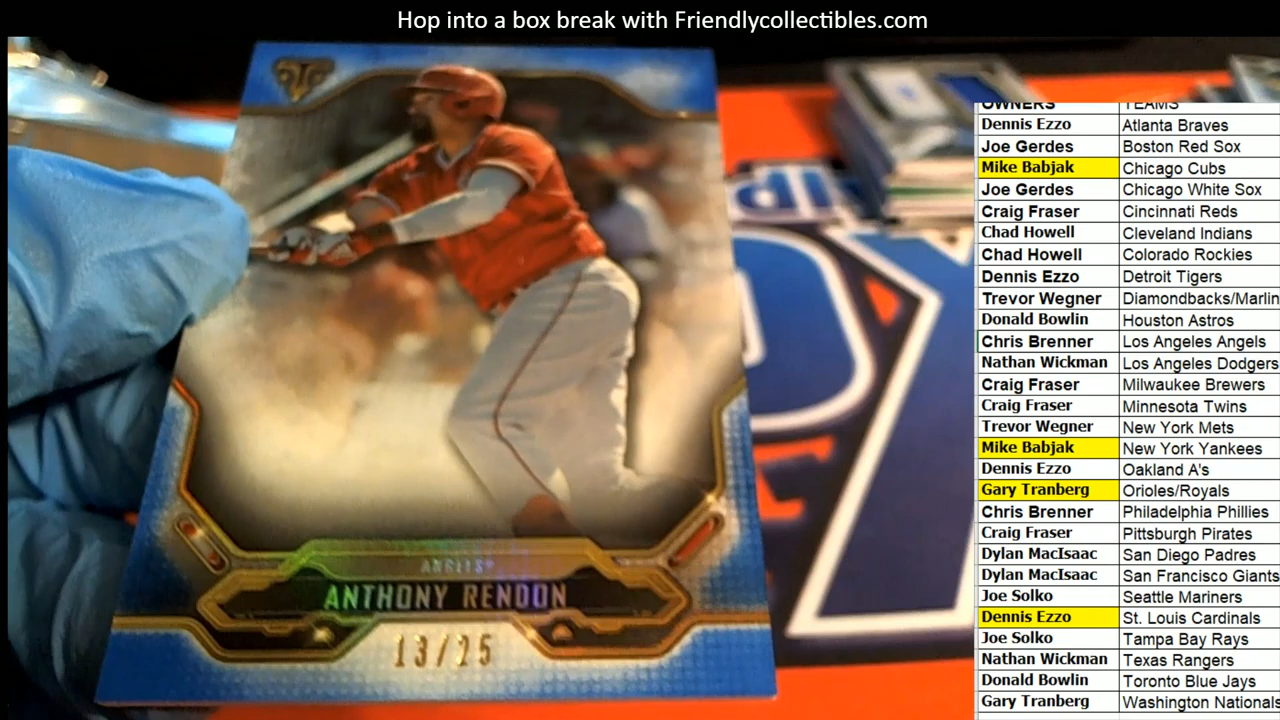 Hop into a box break with Friendlycollectibles.com
ANGELS
ANTHONY RENDON
13/25
OWNERS TEAMS
Dennis Ezzo Atlanta Braves
Joe Gerdes Boston Red Sox
Mike Babjak Chicago Cubs
Joe Gerdes Chicago White Sox
Craig Fraser Cincinnati Reds
Chad Howell Cleveland Indians
Chad Howell Colorado Rockies
Dennis Ezzo Detroit Tigers
Trevor Wegner Diamondbacks/Marlin
Donald Bowlin Houston Astros
Chris Brenner Los Angeles Angels
Nathan Wickman Los Angeles Dodgers
Craig Fraser Milwaukee Brewers
Craig Fraser Minnesota Twins
Trevor Wegner New York Mets
Mike Babjak New York Yankees
Dennis Ezzo Oakland A's
Gary Tranberg Orioles/Royals
Chris Brenner Philadelphia Phillies
Craig Fraser Pittsburgh Pirates
Dylan MacIsaac San Diego Padres
Dylan MacIsaac San Francisco Giants
Joe Solko Seattle Mariners
Dennis Ezzo St. Louis Cardinals
Joe Solko Tampa Bay Rays
Nathan Wickman Texas Rangers
Donald Bowlin Toronto Blue Jays
Gary Tranberg Washington Nationals